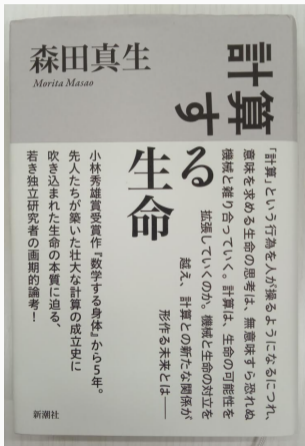 森田真生
Morita Masao
計算す
る
生命
「計算」という行為を人が操るようになるにつれ、
意味を求める生命の思考は、無意味すら恐れぬ
機械と雑り合っていく。計算は、生命の可能性を
拡張していくのか。機械と生命の対立を
越え、計算との新たな関係が
形作る未来とは――
小林秀雄賞受賞作『数学する身体』から5年。
先人たちが築いた壮大な計算の成立史に
吹き込まれた生命の本質に迫る、
若き独立研究者の画期的論考！
新潮社